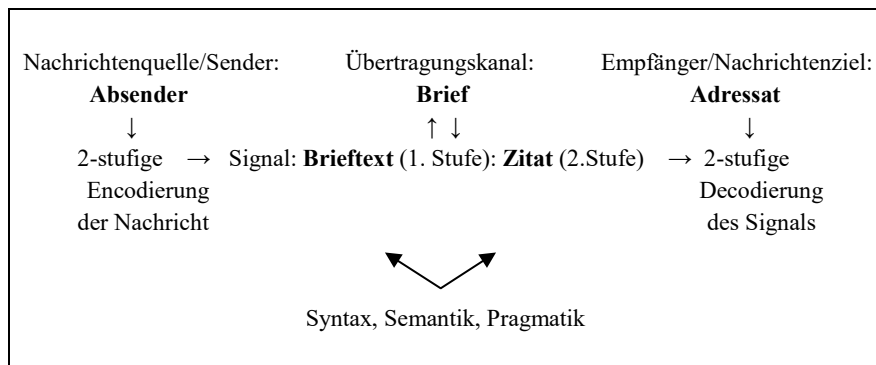 Nachrichtenquelle/Sender: Übertragungskanal: Empfänger/Nachrichtenziel:
Absender Brief Adressat
↓ ↑ ↓ ↓
2-stufige → Signal: Brieftext (1. Stufe): Zitat (2.Stufe) → 2-stufige
Encodierung Decodierung
der Nachricht des Signals
Syntax, Semantik, Pragmatik